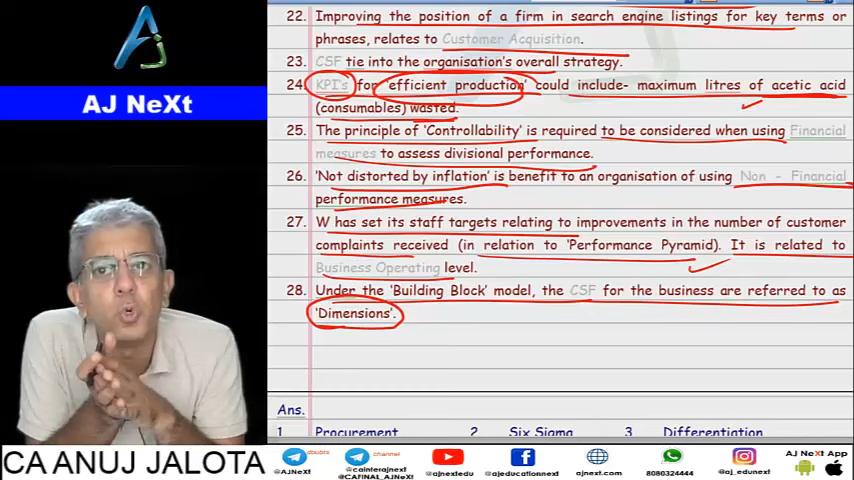 22. Improving the position of a firm in search engine listings for key terms or
phrases, relates to Customer Acquisition.
23. CSF tie into the organisation's overall strategy.
24. KPI's for 'efficient production' could include- maximum litres of acetic acid
(consumables) wasted.
25. The principle of 'Controllability' is required to be considered when using Financial
measures to assess divisional performance.
26. 'Not distorted by inflation' is benefit to an organisation of using Non - Financial
performance measures.
27. W has set its staff targets relating to improvements in the number of customer
complaints received (in relation to 'Performance Pyramid). It is related to
Business Operating level.
28. Under the 'Building Block' model, the CSF for the business are referred to as
'Dimensions'.
Ans.
1 Procurement 2 Six Sigma 3 Differentiation
AJ NeXt
CA ANUJ JALOTA
doubts
@AJNeXt
channel
@cainterajnext
@CAFINAL_AJNeXt
@ajnextedu
@ajeducationnext
ajnext.com
8080324444
@aj_edunext
AJ NeXt App